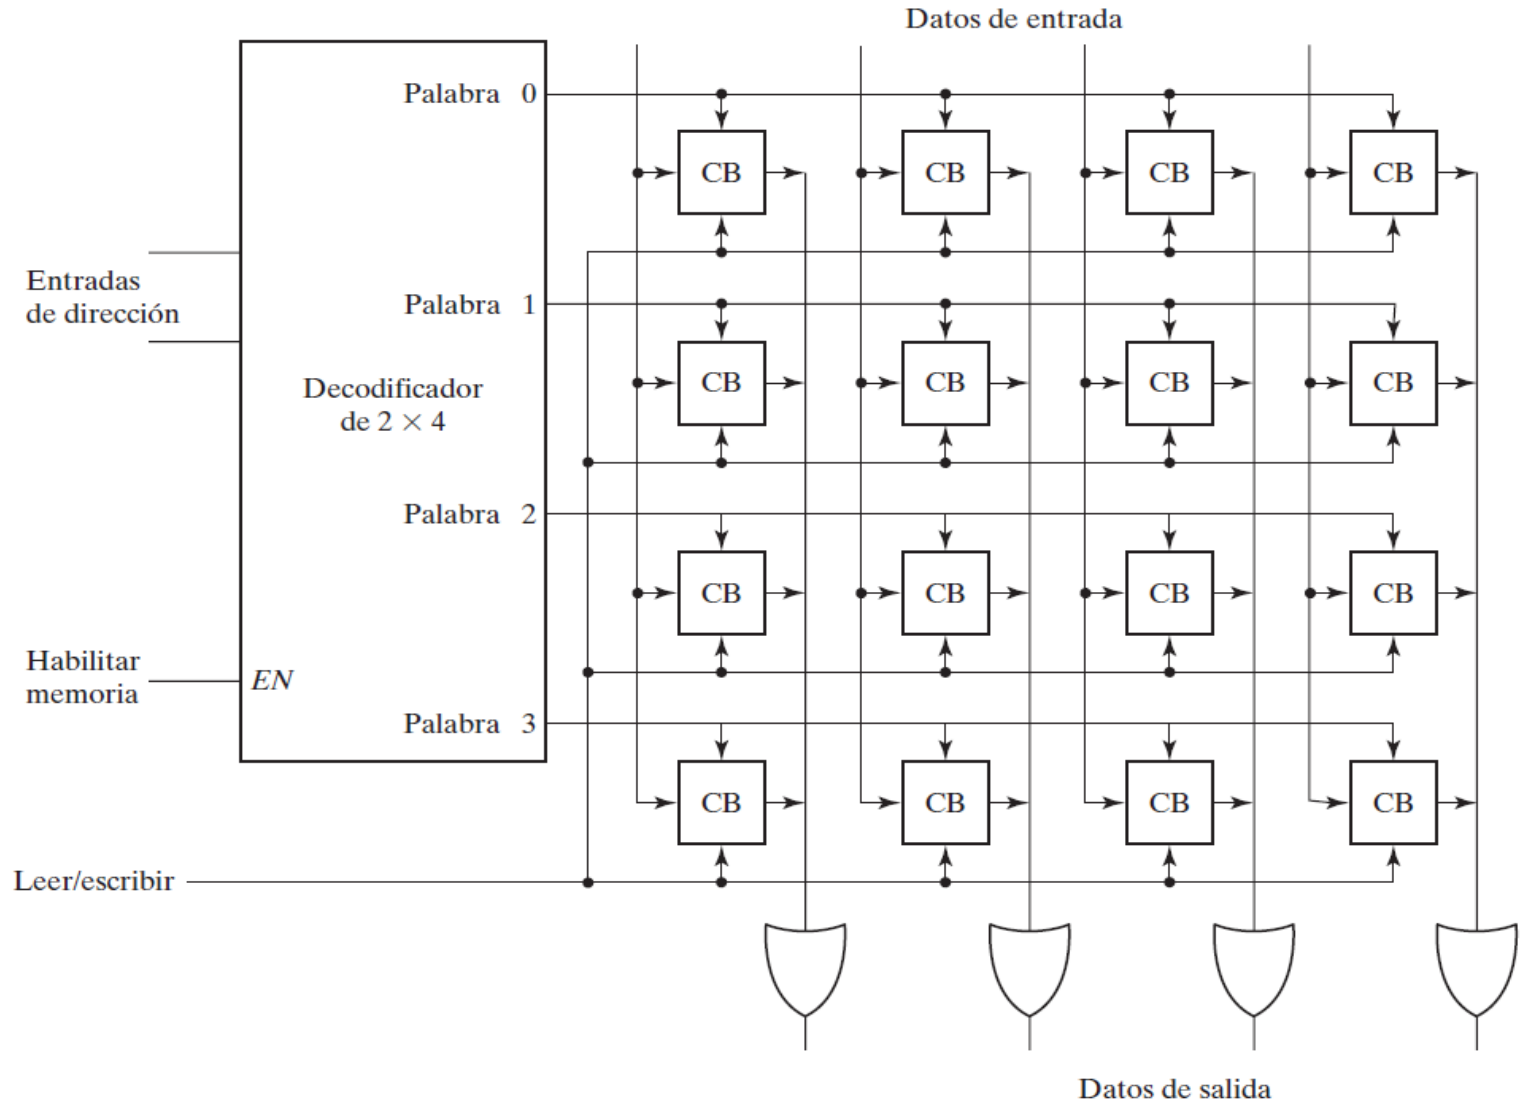 Datos de entrada
Palabra 0
CB CB CB CB
Entradas
de dirección
Palabra 1
CB CB CB CB
Decodificador
de 2 × 4
Palabra 2
CB CB CB CB
Habilitar
memoria
EN
Palabra 3
CB CB CB CB
Leer/escribir
Datos de salida